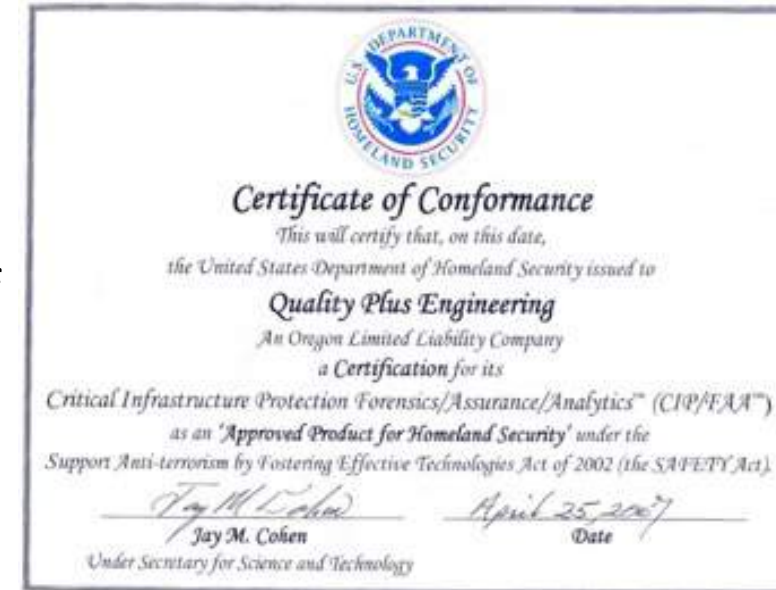 U.S. DEPARTMENT OF
HOMELAND SECURITY
Certificate of Conformance
This will certify that, on this date,
the United States Department of Homeland Security issued to
Quality Plus Engineering
An Oregon Limited Liability Company
a Certification for its
Critical Infrastructure Protection Forensics/Assurance/Analytics™ (CIP/FAA™)
as an "Approved Product for Homeland Security" under the
Support Anti-terrorism by Fostering Effective Technologies Act of 2002 (the SAFETY Act).
Jay M Cohen April 25, 2007
Jay M. Cohen Date
Under Secretary for Science and Technology